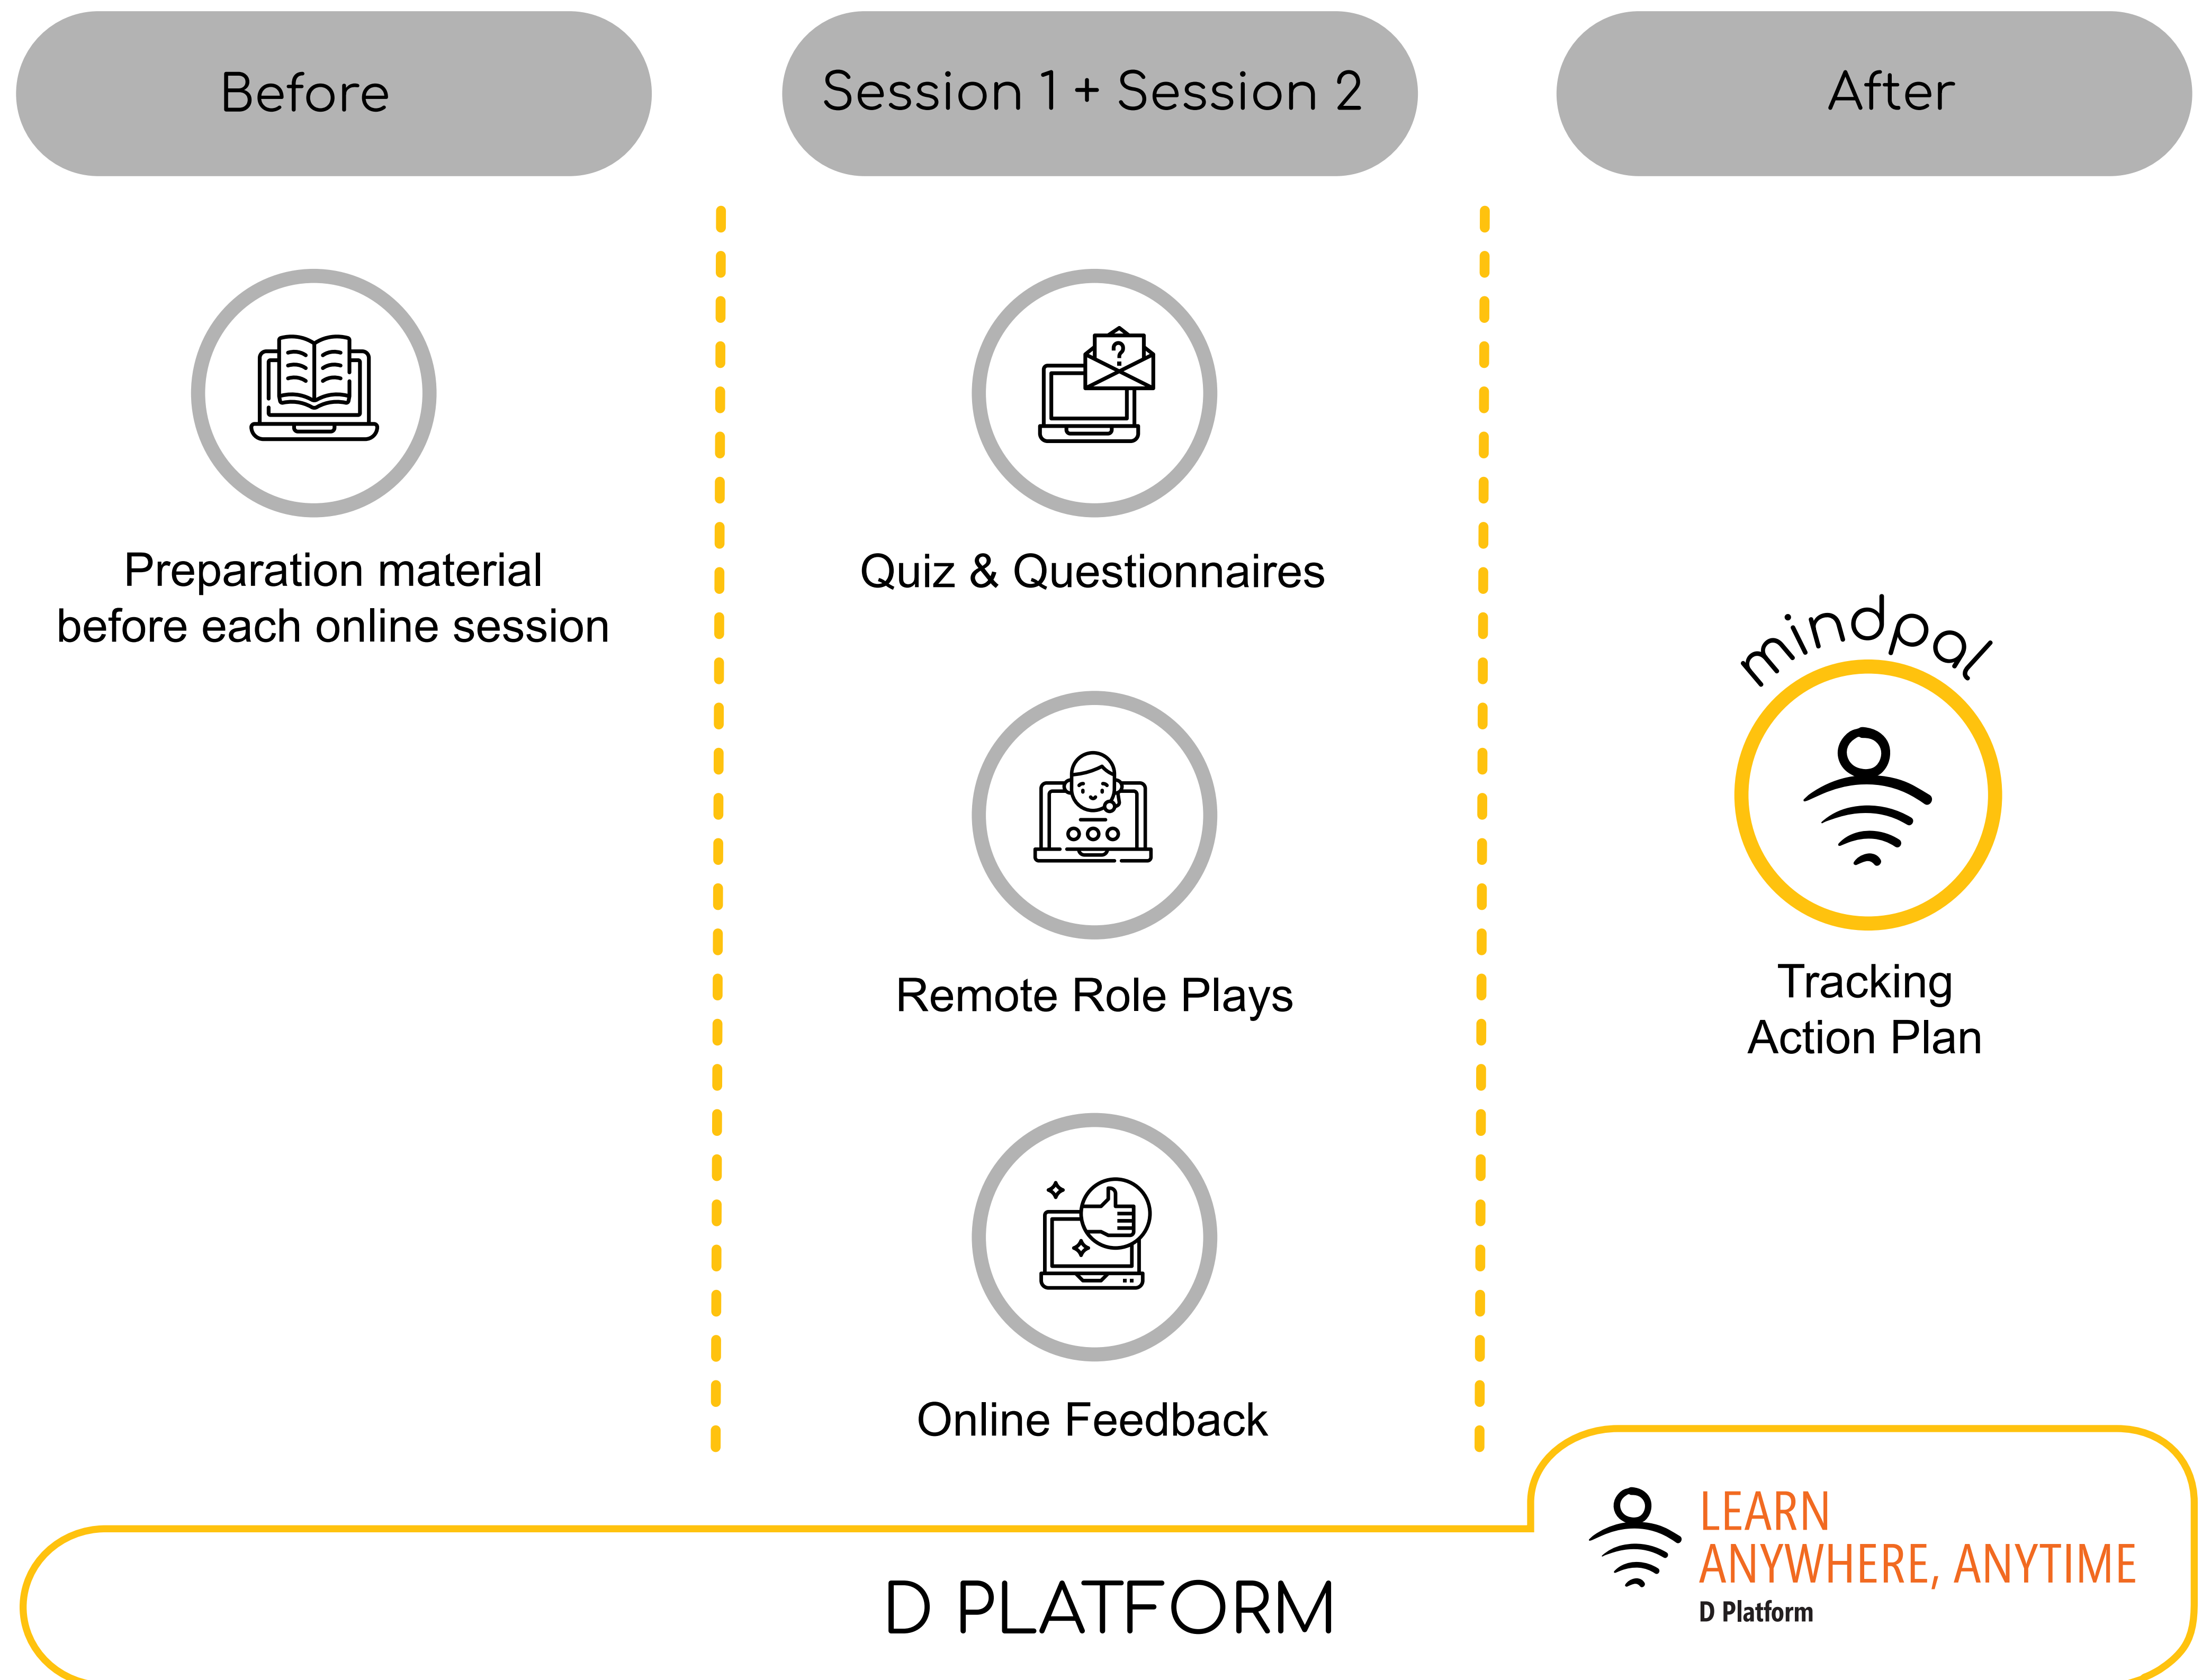 Before
Session 1 + Session 2
After
Preparation material
before each online session
?
Quiz & Questionnaires
Remote Role Plays
Online Feedback
mindpal
Tracking
Action Plan
D PLATFORM
LEARN
ANYWHERE, ANYTIME
D Platform